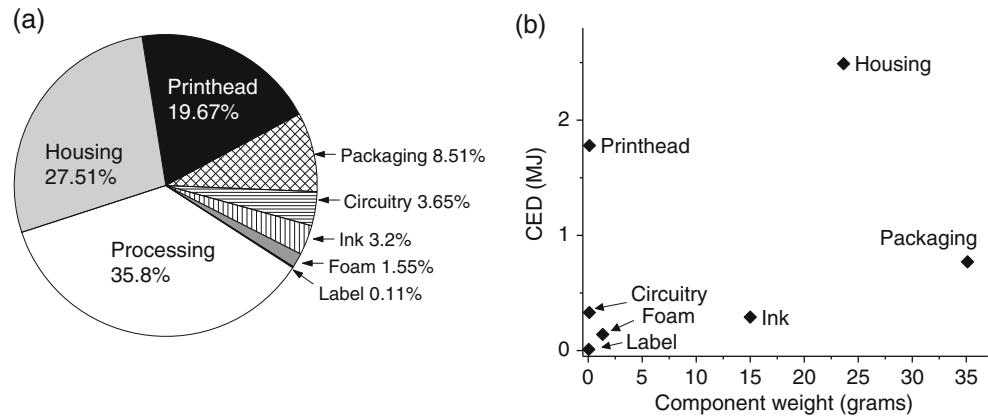 (a)
Printhead
19.67%
Housing
27.51%
Packaging 8.51%
Circuitry 3.65%
Ink 3.2%
Foam 1.55%
Label 0.11%
Processing
35.8%
(b)
CED (MJ)
2
1
0
Housing
Printhead
Packaging
Circuitry
Foam
Label
Ink
0 5 10 15 20 25 30 35
Component weight (grams)